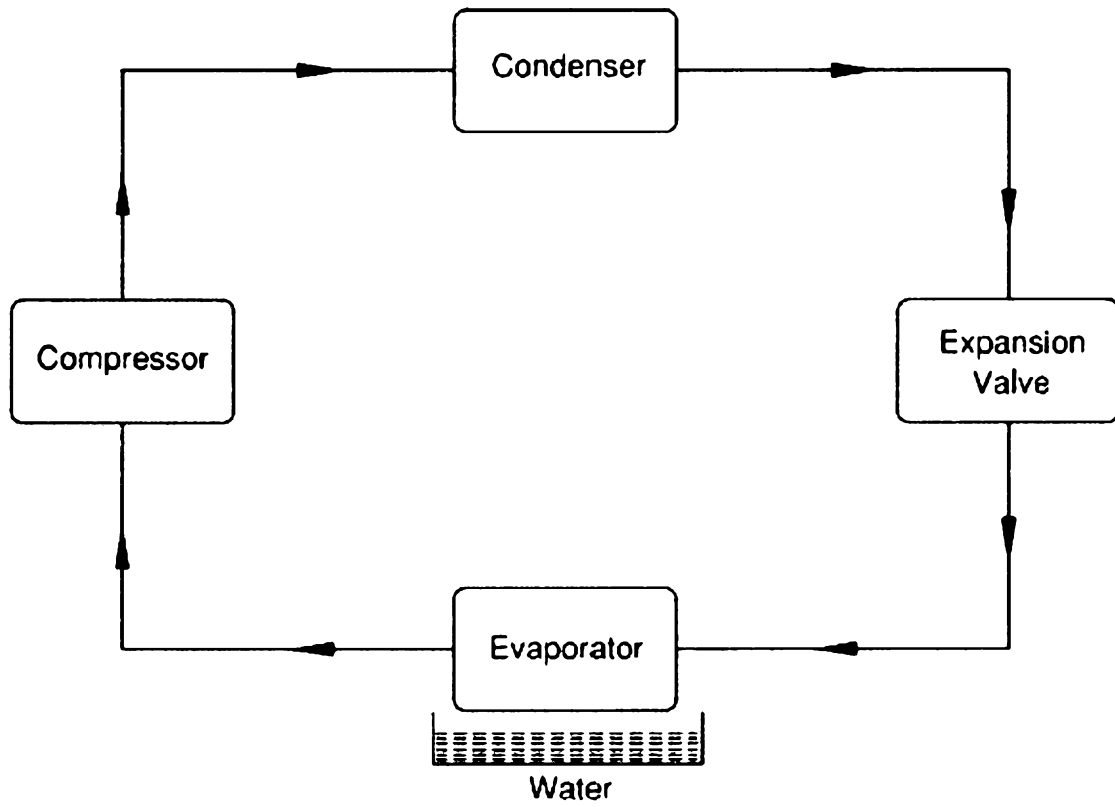 Condenser
Compressor
Expansion
Valve
Evaporator
Water